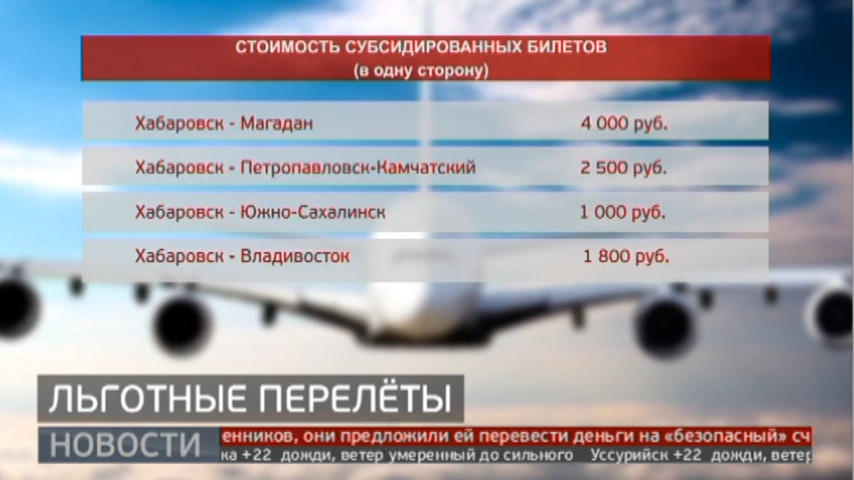 СТОИМОСТЬ СУБСИДИРОВАННЫХ БИЛЕТОВ
(в одну сторону)
Хабаровск - Магадан 4 000 руб.
Хабаровск - Петропавловск-Камчатский 2 500 руб.
Хабаровск - Южно-Сахалинск 1 000 руб.
Хабаровск - Владивосток 1 800 руб.
ЛЬГОТНЫЕ ПЕРЕЛЁТЫ
НОВОСТИ
енников, они предложили ей перевести деньги на «безопасный» сч
ка +22 дожди, ветер умеренный до сильного Уссурийск +22 дожди, ветер